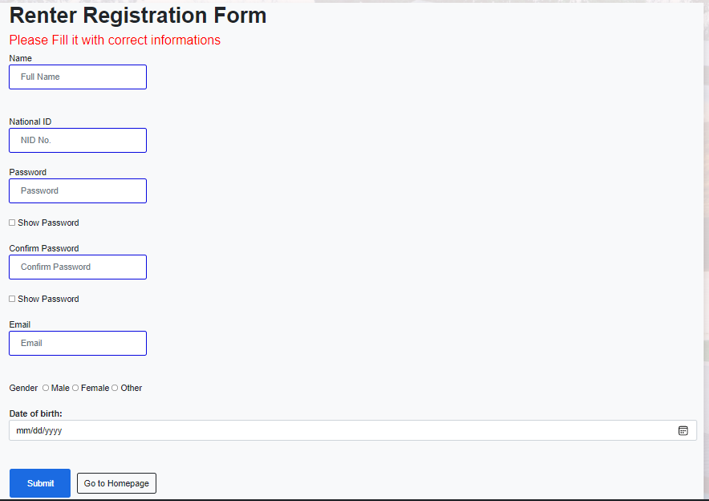 Renter Registration Form
Please Fill it with correct informations
Name
Full Name
National ID
NID No.
Password
Password
Show Password
Confirm Password
Confirm Password
Show Password
Email
Email
Gender Male Female Other
Date of birth:
mm/dd/yyyy
Submit Go to Homepage